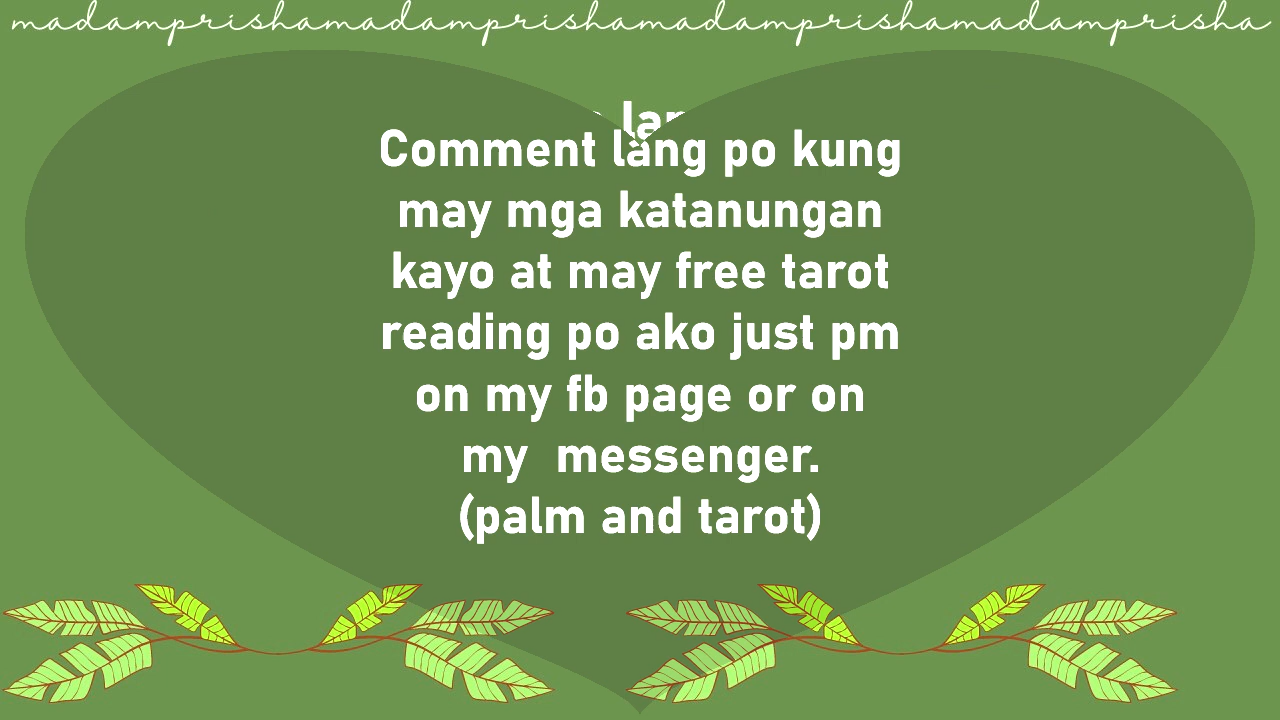 madamprishamadamprishamadamprishamadamprisha
lan
Comment lang po kung
may mga katanungan
kayo at may free tarot
reading po ako just pm
on my fb page or on
my messenger.
(palm and tarot)